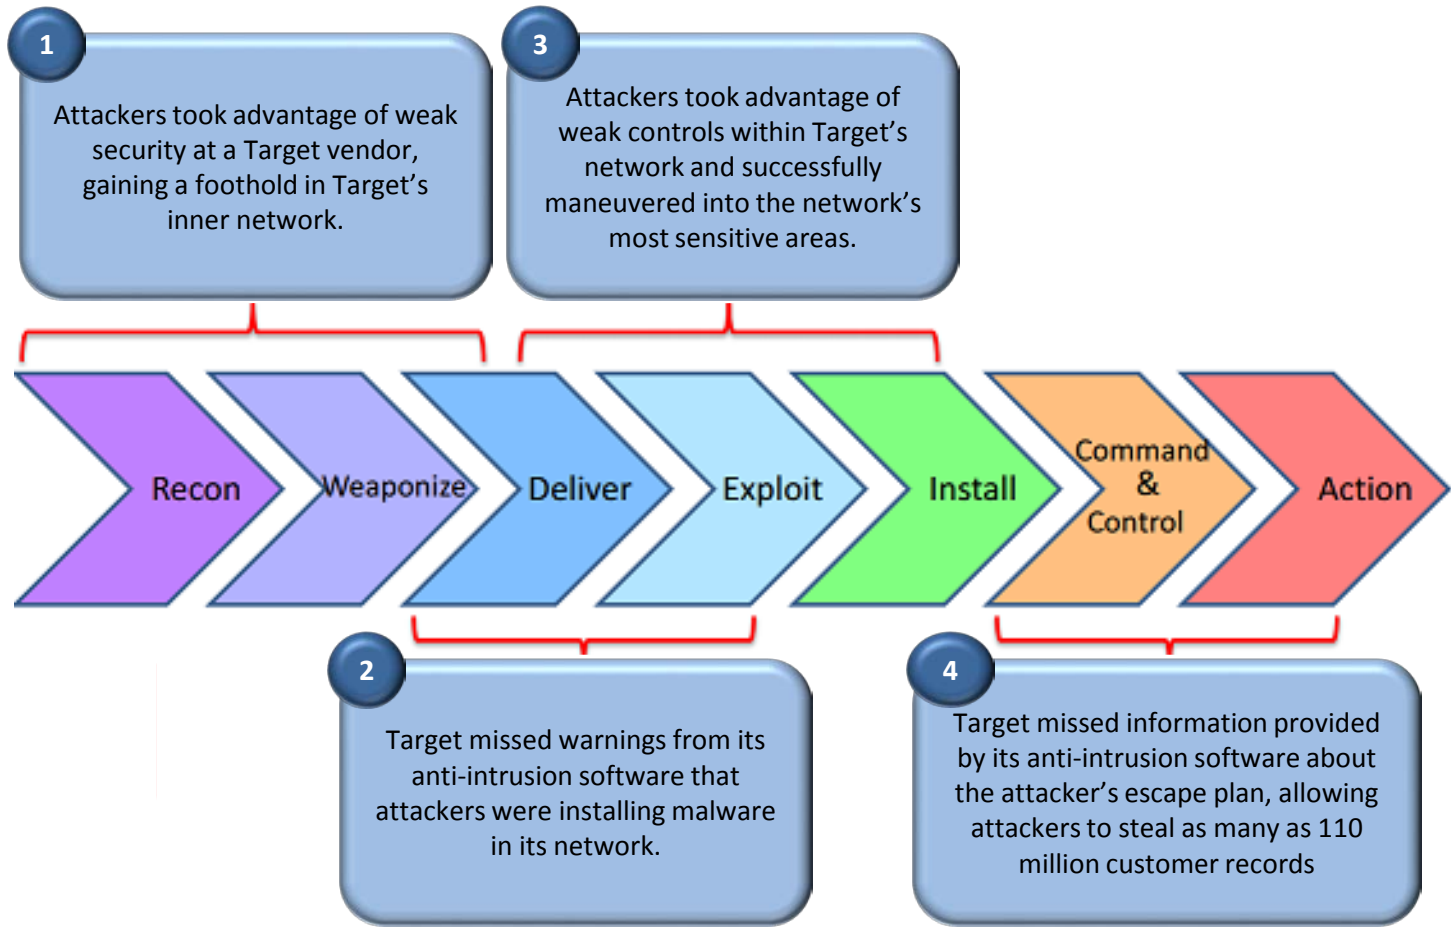 1
Attackers took advantage of weak
security at a Target vendor,
gaining a foothold in Target’s
inner network.
3
Attackers took advantage of
weak controls within Target’s
network and successfully
maneuvered into the network’s
most sensitive areas.
Recon
Weaponize
Deliver
Exploit
Install
Command
&
Control
Action
2
Target missed warnings from its
anti-intrusion software that
attackers were installing malware
in its network.
4
Target missed information provided
by its anti-intrusion software about
the attacker’s escape plan, allowing
attackers to steal as many as 110
million customer records